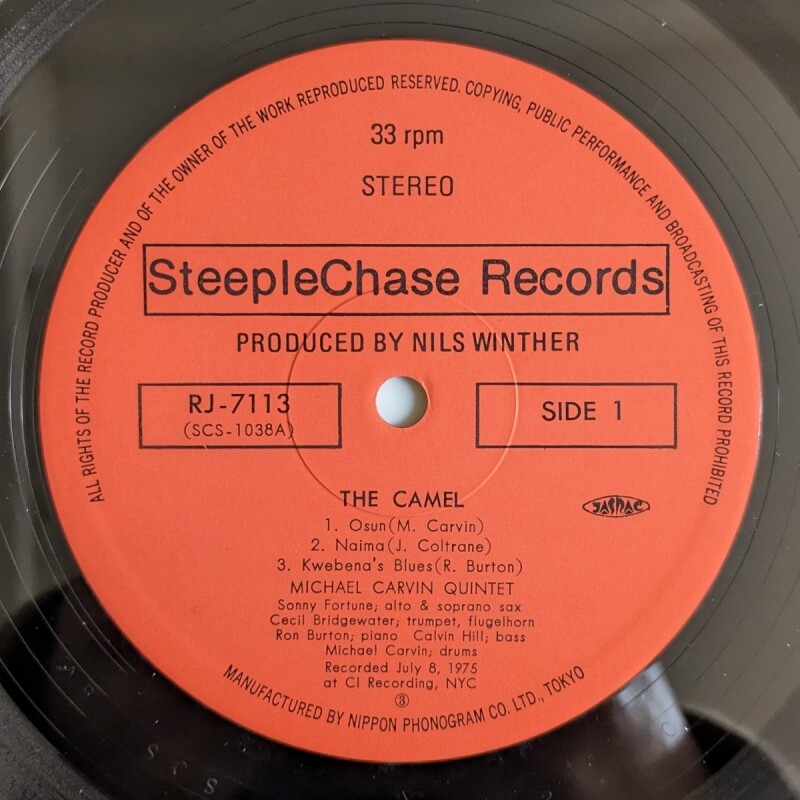 ALL RIGHTS OF THE RECORD PRODUCER AND OF THE OWNER OF THE WORK REPRODUCED RESERVED. COPYING, PUBLIC PERFORMANCE AND BROADCASTING OF THIS RECORD PROHIBITED
33 rpm
STEREO
SteepleChase Records
PRODUCED BY NILS WINTHER
RJ-7113
(SCS-1038A)
SIDE 1
THE CAMEL
JASRAC
1. Osun(M. Carvin)
2. Naima(J. Coltrane)
3. Kwebena's Blues(R. Burton)
MICHAEL CARVIN QUINTET
Sonny Fortune; alto & soprano sax
Cecil Bridgewater; trumpet, flugelhorn
Ron Burton; piano Calvin Hill; bass
Michael Carvin; drums
Recorded July 8, 1975
at CI Recording, NYC
③
MANUFACTURED BY NIPPON PHONOGRAM CO. LTD., TOKYO
S C S